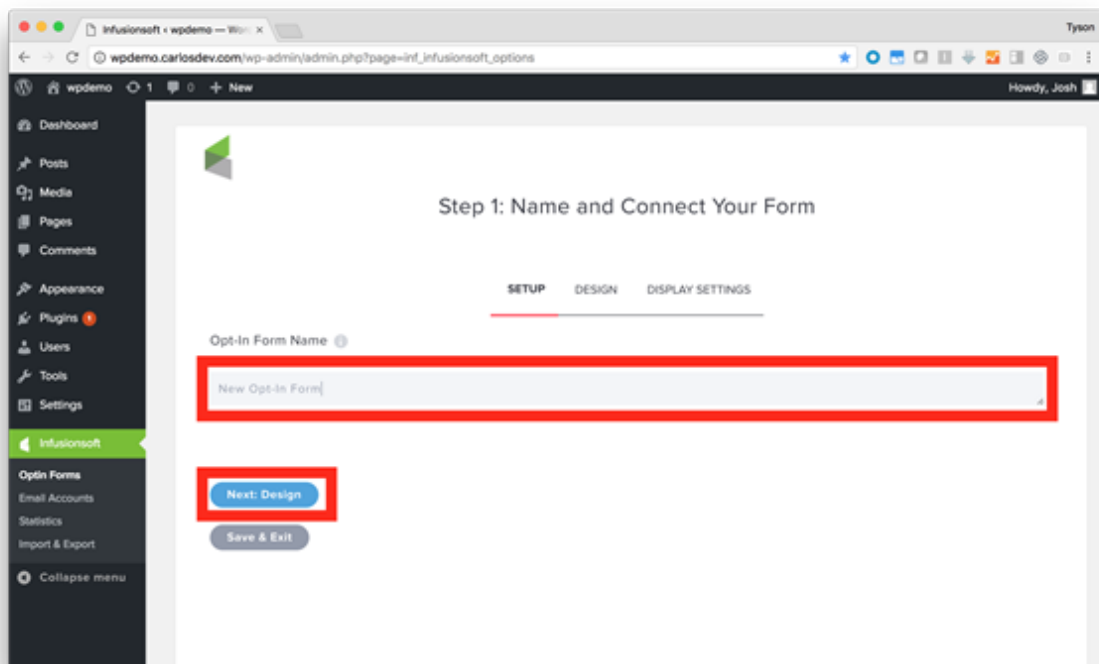 Infusionsoft ‹ wpdemo — Wor
Tyson
wpdemo.carlosdev.com/wp-admin/admin.php?page=inf_infusionsoft_options
wpdemo 1 0 + New
Howdy, Josh
Dashboard
Posts
Media
Pages
Comments
Appearance
Plugins 1
Users
Tools
Settings
Infusionsoft
Optin Forms
Email Accounts
Statistics
Import & Export
Collapse menu
Step 1: Name and Connect Your Form
SETUP DESIGN DISPLAY SETTINGS
Opt-In Form Name
New Opt-In Form
Next: Design
Save & Exit